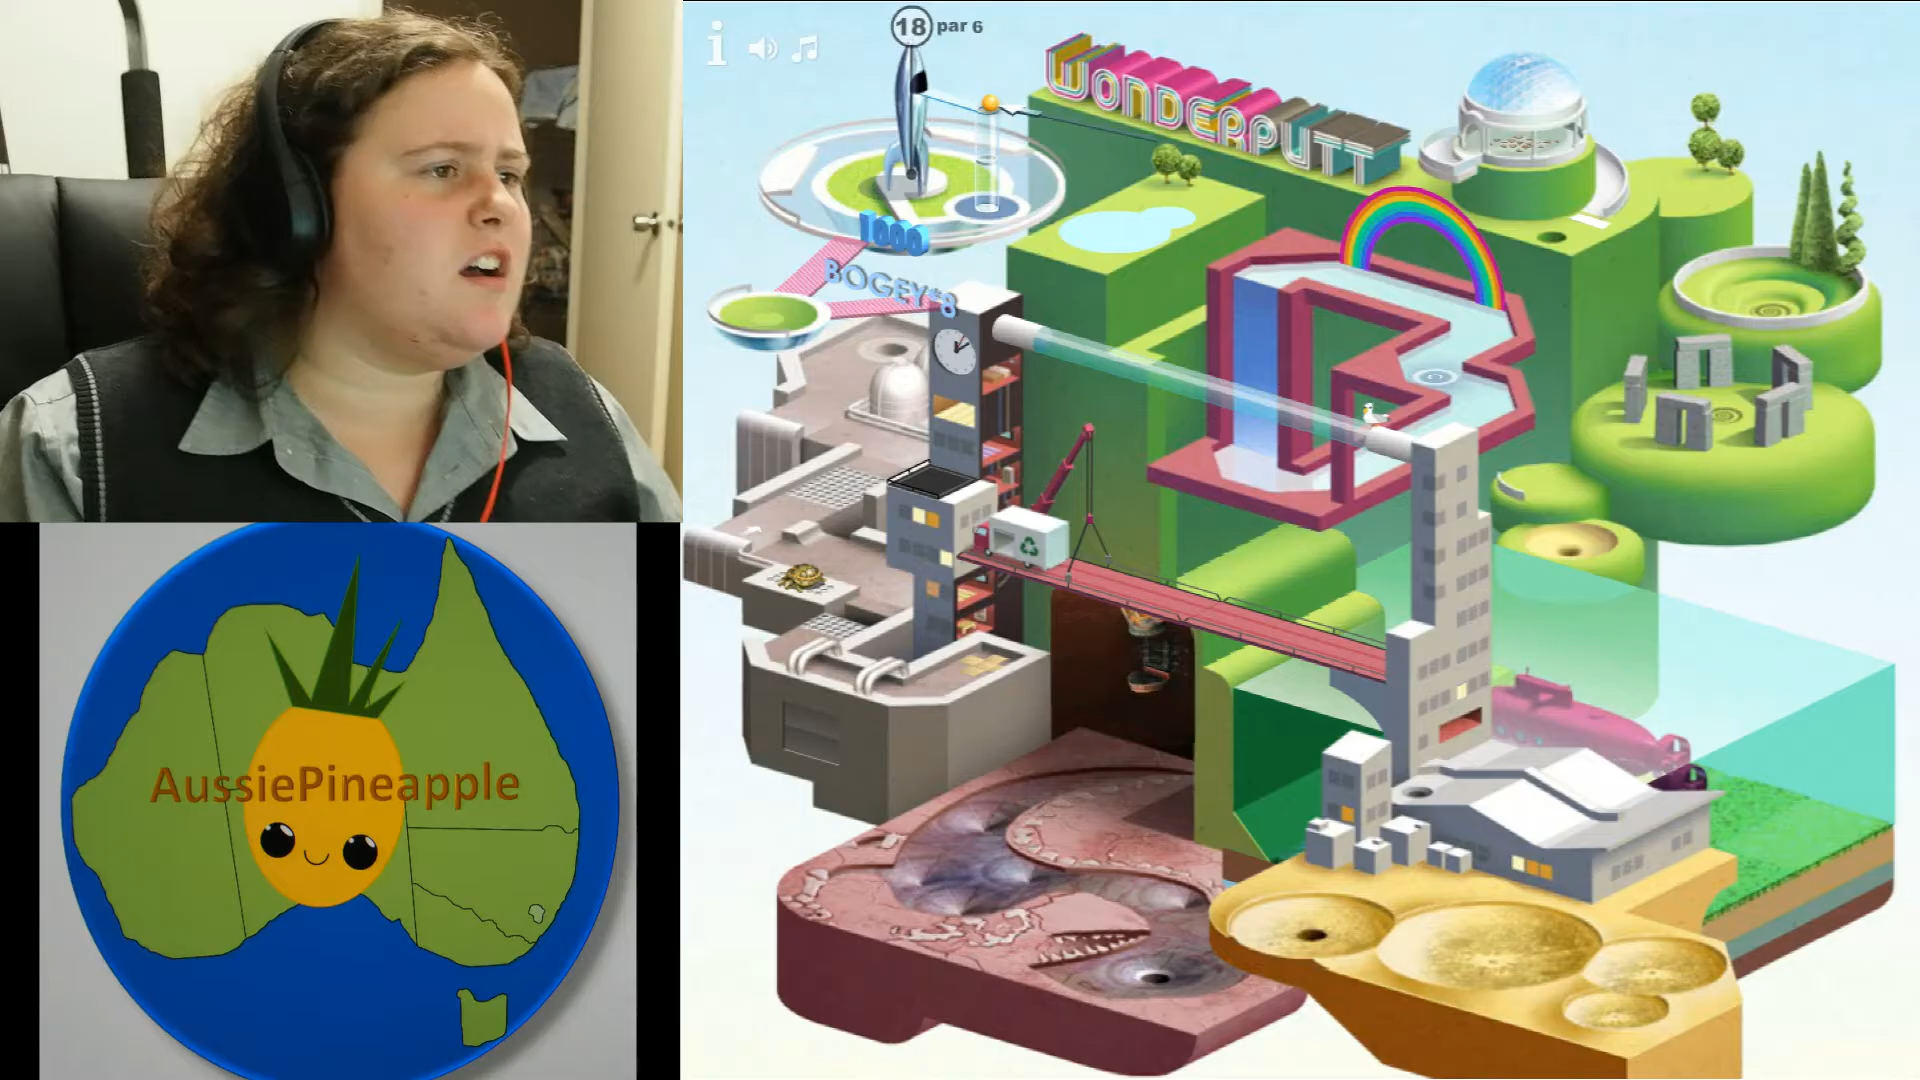 18 par 6
i
WONDERPUTT
1000
BOGEY*8
AussiePineapple